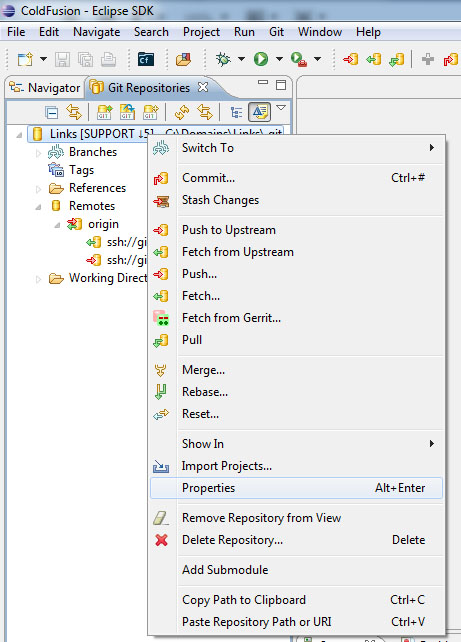 ColdFusion - Eclipse SDK
File Edit Navigate Search Project Run Git Window Help
Navigator Git Repositories
Links [SUPPORT ↓5] - C:\Domains\Links\.git
Branches
Switch To
Tags
Commit... Ctrl+#
References
Stash Changes
Remotes
origin
Push to Upstream
ssh://gi
Fetch from Upstream
ssh://gi
Push...
Working Direct
Fetch...
Fetch from Gerrit...
Pull
Merge...
Rebase...
Reset...
Show In
Import Projects...
Properties Alt+Enter
Remove Repository from View
Delete Repository... Delete
Add Submodule
Copy Path to Clipboard Ctrl+C
Paste Repository Path or URI Ctrl+V